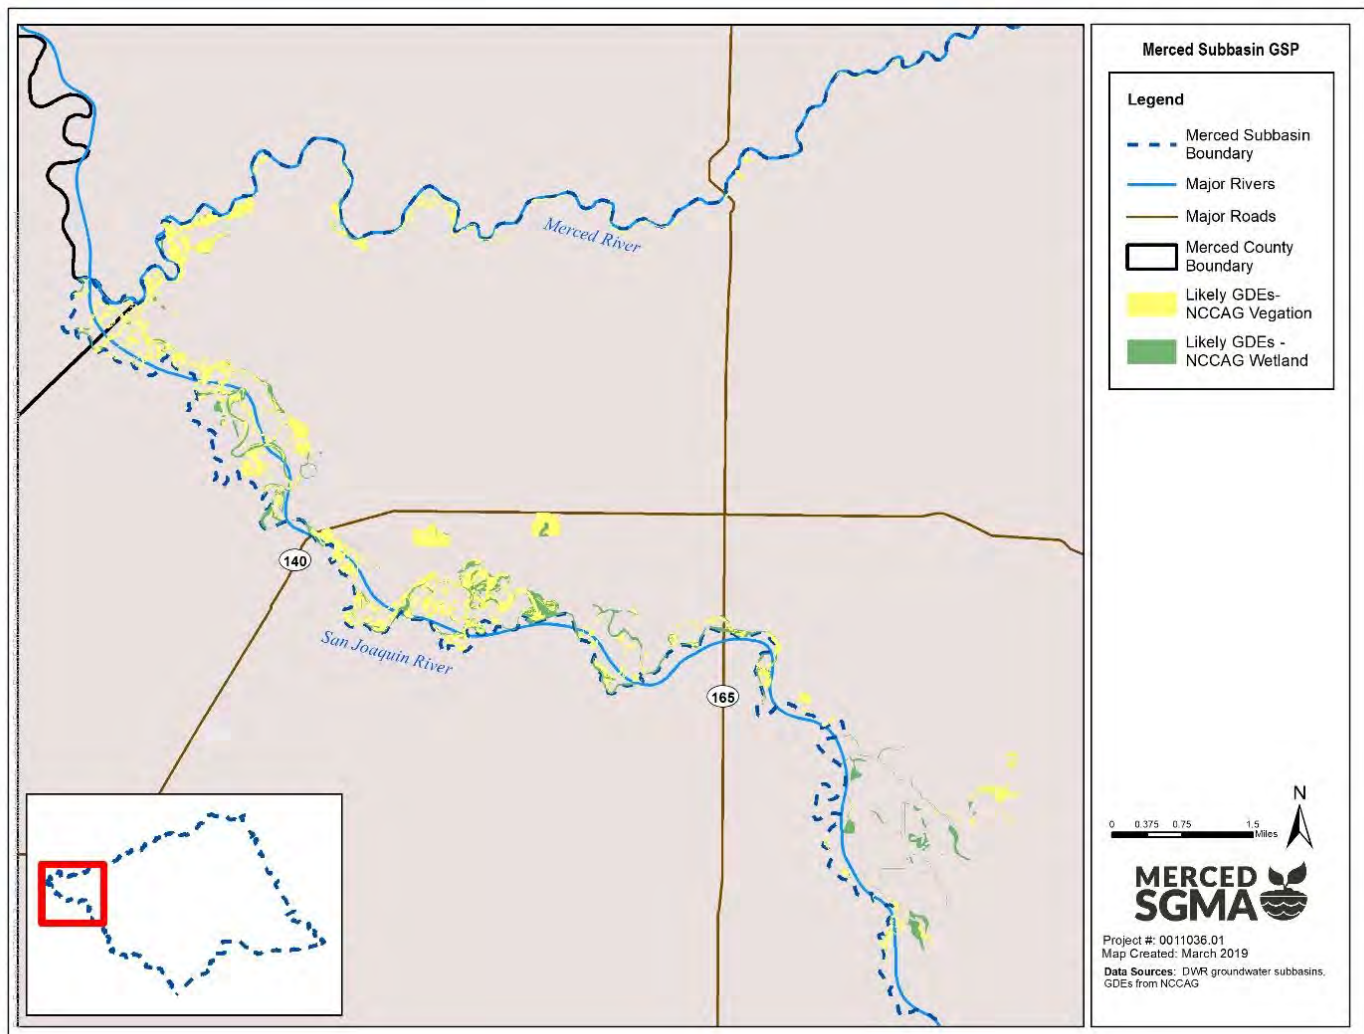 Merced Subbasin GSP
Legend
Merced Subbasin
Boundary
Major Rivers
Major Roads
Merced County
Boundary
Likely GDEs-
NCCAG Vegation
Likely GDEs -
NCCAG Wetland
Merced River
140
San Joaquin River
165
N
0 0.375 0.75 1.5
Miles
MERCED
SGMA
Project #: 0011036.01
Map Created: March 2019
Data Sources: DWR groundwater subbasins,
GDEs from NCCAG